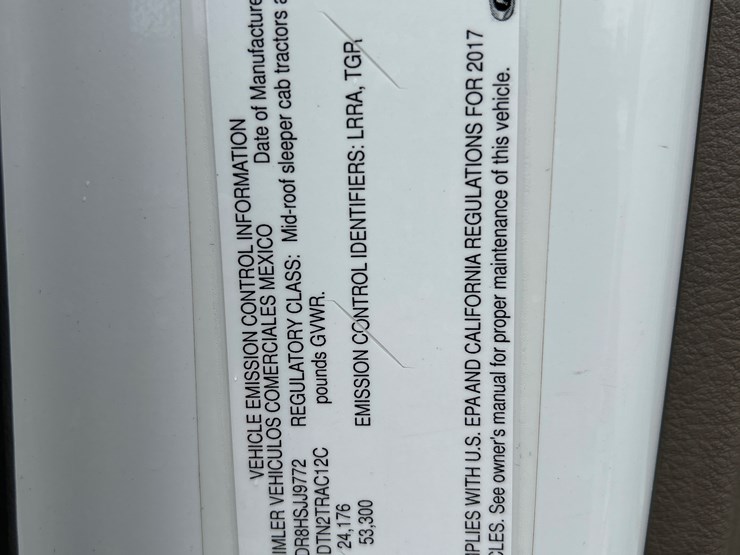 VEHICLE EMISSION CONTROL INFORMATION
IMLER VEHICULOS COMERCIALES MEXICO Date of Manufacture
DR8HSJJ9772 REGULATORY CLASS: Mid-roof sleeper cab tractors a
DTN2TRAC12C pounds GVWR.
24,176
53,300 EMISSION CONTROL IDENTIFIERS: LRRA, TGR
IPLIES WITH U.S. EPA AND CALIFORNIA REGULATIONS FOR 2017
CLES. See owner's manual for proper maintenance of this vehicle.